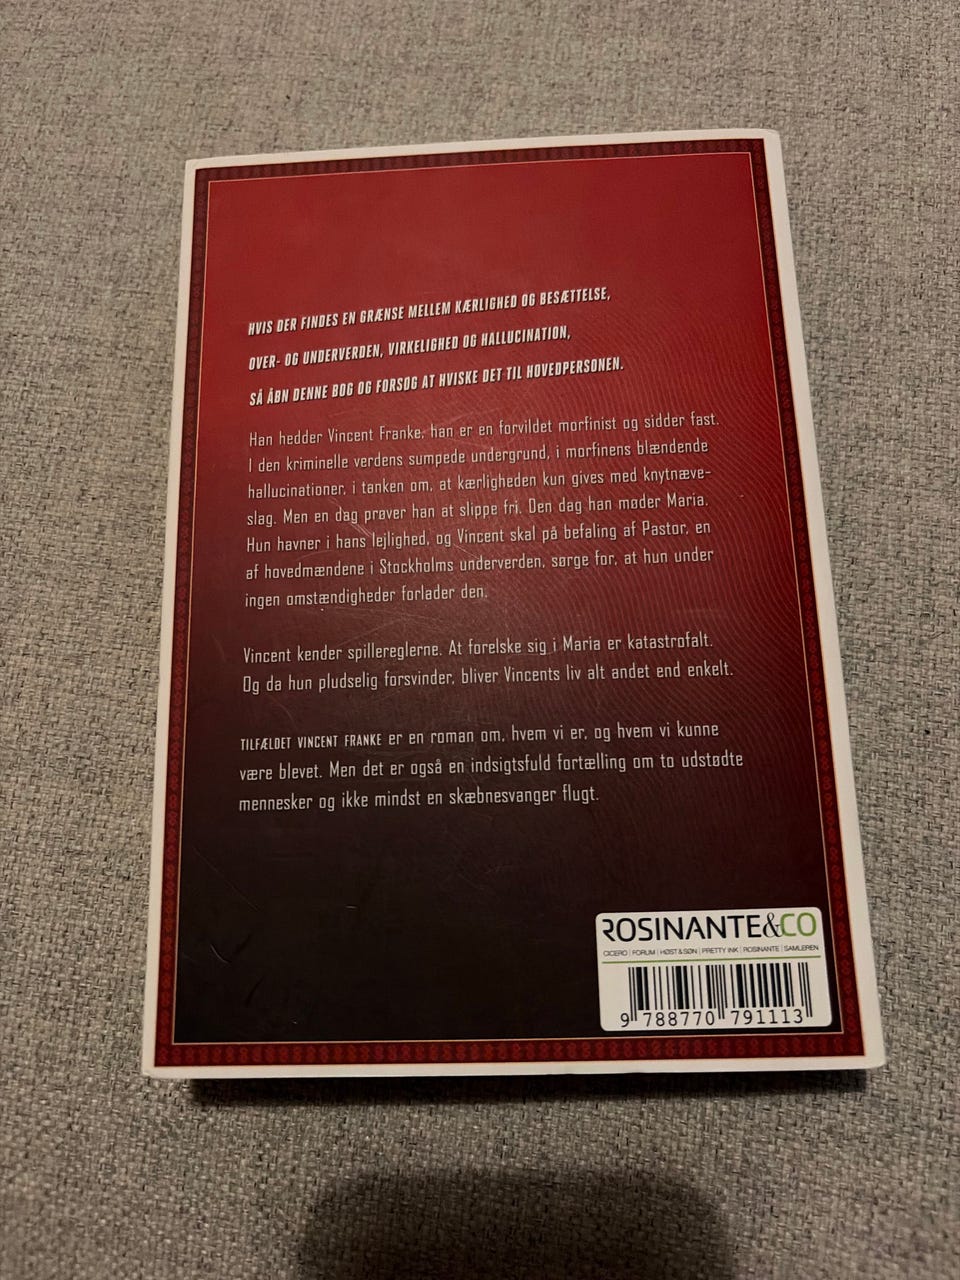 HVIS DER FINDES EN GRÆNSE MELLEM KÆRLIGHED OG BESÆTTELSE,
OVER- OG UNDERVERDEN, VIRKELIGHED OG HALLUCINATION,
SÅ ÅBN DENNE BOG OG FORSØG AT HVISKE DET TIL HOVEDPERSONEN.
Han hedder Vincent Franke, han er en forvildet morfinist og sidder fast.
I den kriminelle verdens sumpede undergrund, i morfinens blændende
hallucinationer, i tanken om, at kærligheden kun gives med knytnæve-
slag. Men en dag prøver han at slippe fri. Den dag han møder Maria.
Hun havner i hans lejlighed, og Vincent skal på befaling af Pastor, en
af hovedmændene i Stockholms underverden, sørge for, at hun under
ingen omstændigheder forlader den.
Vincent kender spillereglerne. At forelske sig i Maria er katastrofalt.
Og da hun pludselig forsvinder, bliver Vincents liv alt andet end enkelt.
TILFÆLDET VINCENT FRANKE er en roman om, hvem vi er, og hvem vi kunne
være blevet. Men det er også en indsigtsfuld fortælling om to udstødte
mennesker og ikke mindst en skæbnesvanger flugt.
ROSINANTE&CO
CICERO | FORUM | HØST & SØN | PRETTY INK | ROSINANTE | SAMLEREN
9 788770 791113